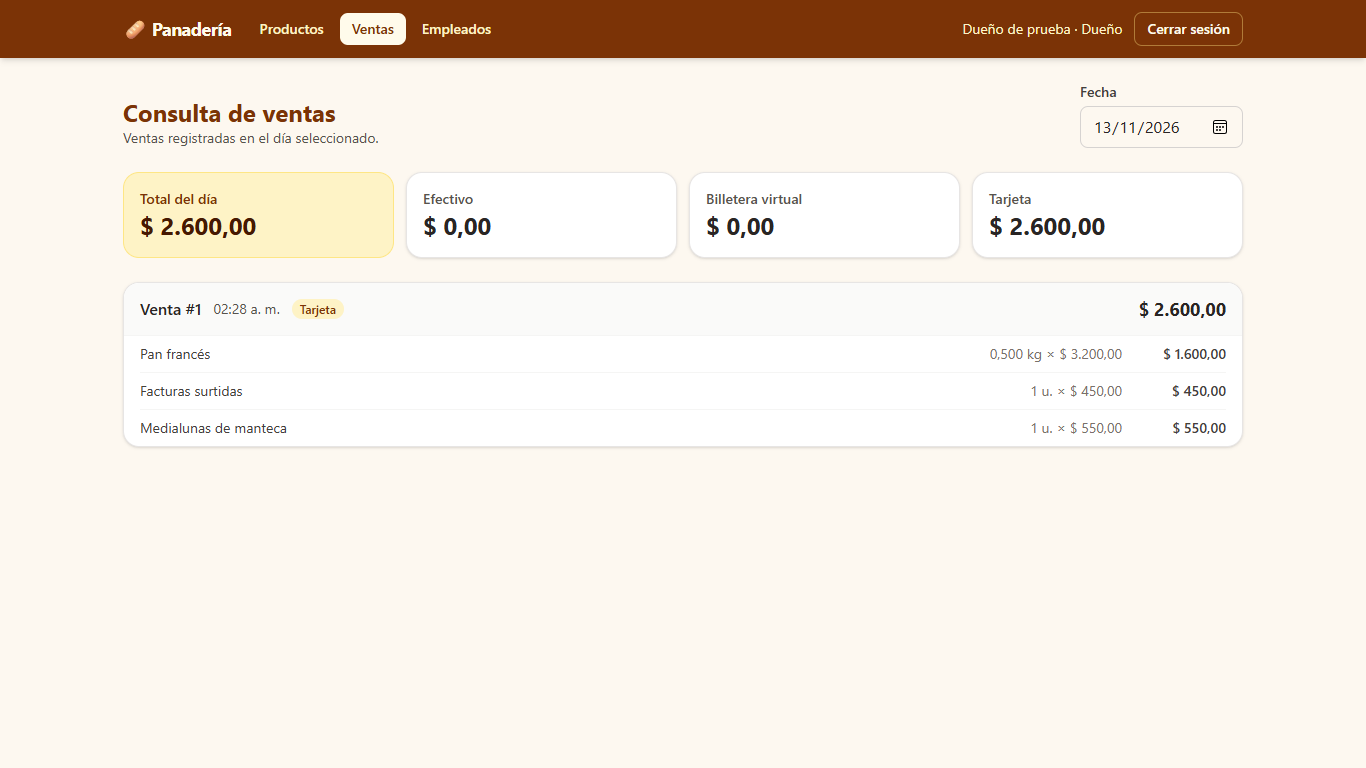 Panadería Productos Ventas Empleados Dueño de prueba · Dueño Cerrar sesión
Fecha
Consulta de ventas
13/11/2026
Ventas registradas en el día seleccionado.
Total del día Efectivo Billetera virtual Tarjeta
$ 2.600,00 $ 0,00 $ 0,00 $ 2.600,00
Venta #1 02:28 a. m. Tarjeta $ 2.600,00
Pan francés 0,500 kg × $ 3.200,00 $ 1.600,00
Facturas surtidas 1 u. × $ 450,00 $ 450,00
Medialunas de manteca 1 u. × $ 550,00 $ 550,00